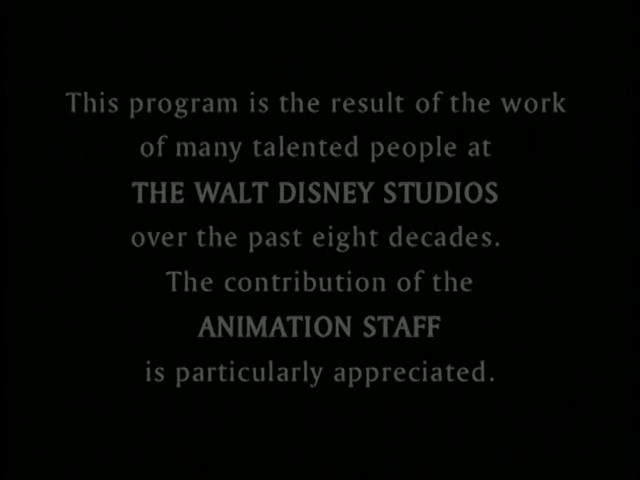 This program is the result of the work
of many talented people at
THE WALT DISNEY STUDIOS
over the past eight decades.
The contribution of the
ANIMATION STAFF
is particularly appreciated.